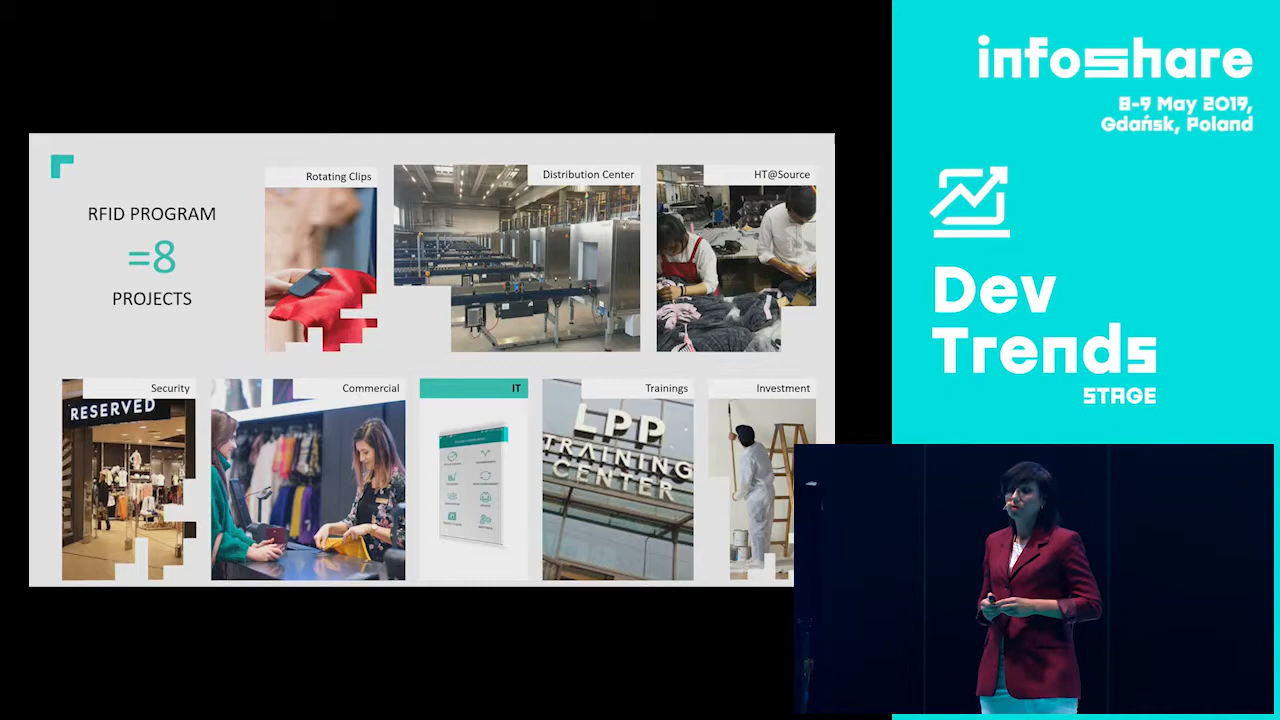 infoshare
8-9 May 2019,
Gdańsk, Poland
Dev
Trends
STAGE
RFID PROGRAM
=8
PROJECTS
Rotating Clips
Distribution Center
HT@Source
Security
Commercial
IT
Trainings
Investment
RESERVED
LPP
TRAINING
CENTER